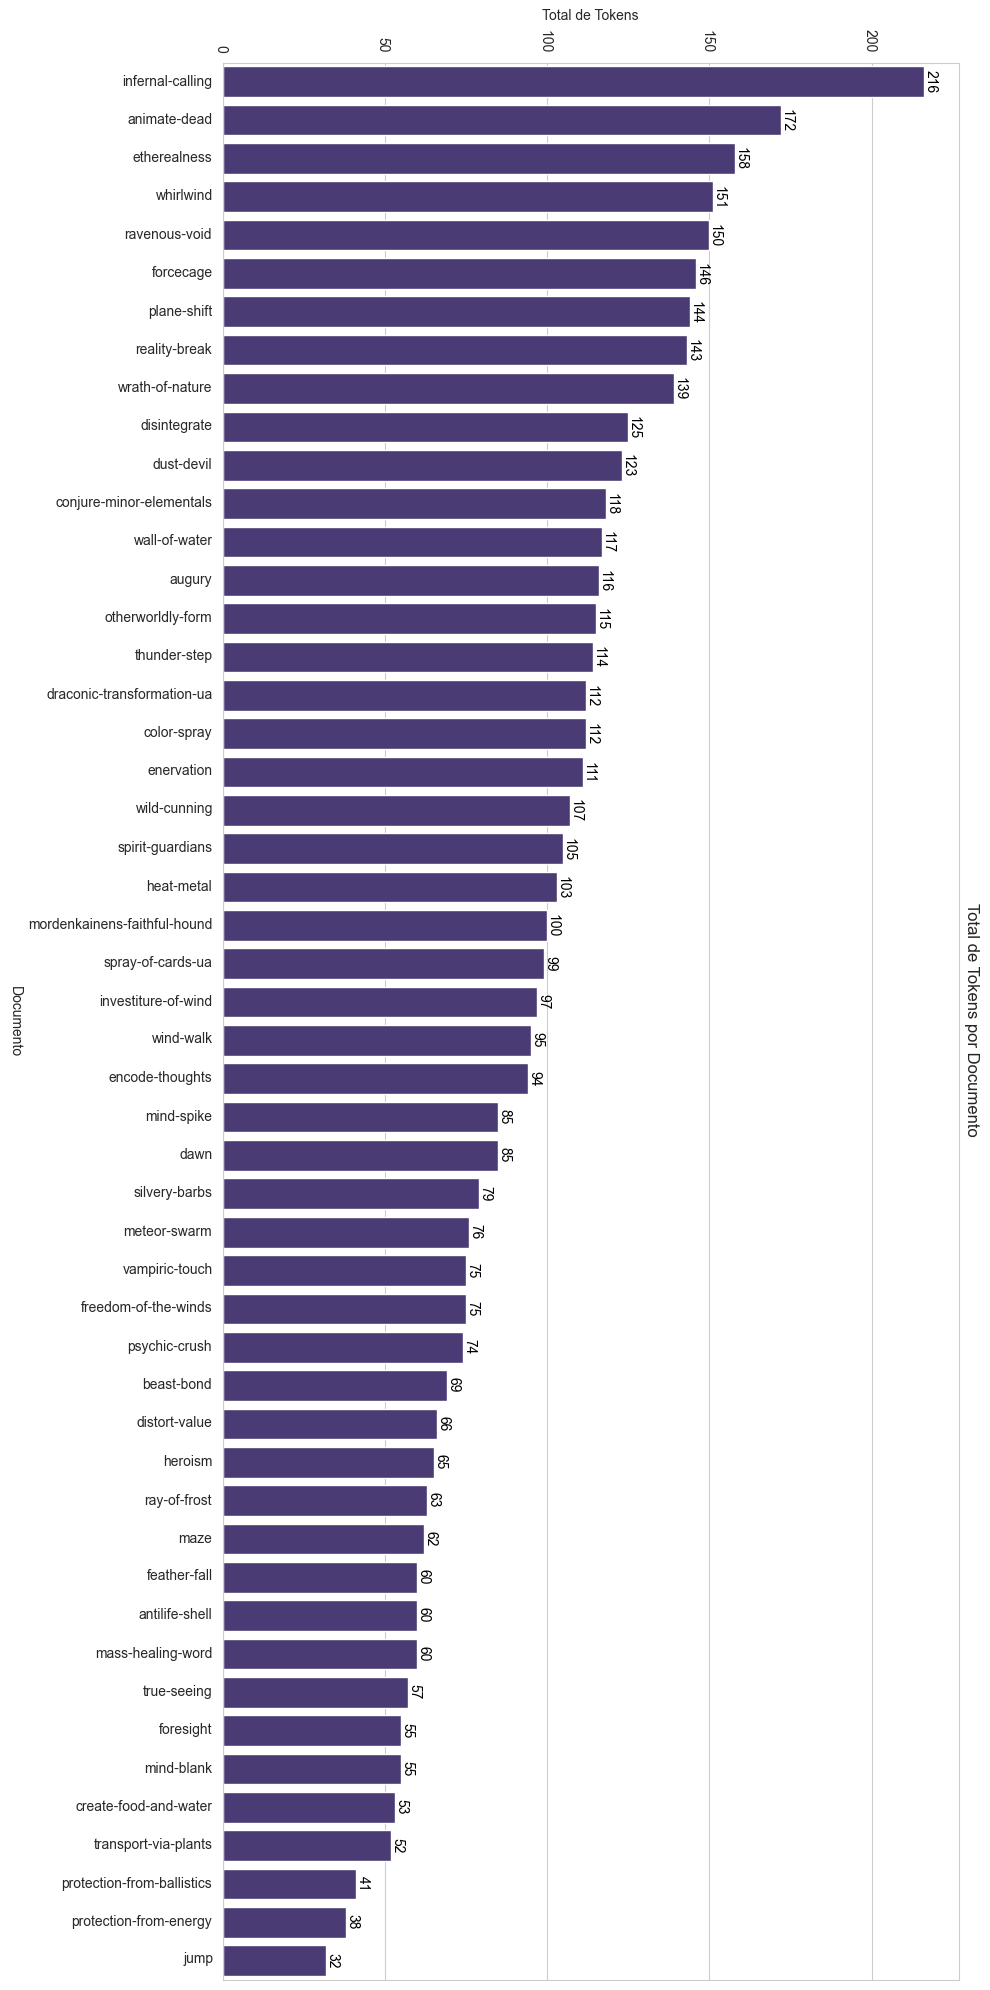 Total de Tokens por Documento
Total de Tokens
0
50
100
150
200
infernal-calling 216
animate-dead 172
etherealness 158
whirlwind 151
ravenous-void 150
forcecage 146
plane-shift 144
reality-break 143
wrath-of-nature 139
disintegrate 125
dust-devil 123
conjure-minor-elementals 118
wall-of-water 117
augury 116
otherworldly-form 115
thunder-step 114
draconic-transformation-ua 112
color-spray 112
enervation 111
wild-cunning 107
spirit-guardians 105
heat-metal 103
mordenkainens-faithful-hound 100
spray-of-cards-ua 99
investiture-of-wind 97
wind-walk 95
encode-thoughts 94
mind-spike 85
dawn 85
silvery-barbs 79
meteor-swarm 76
vampiric-touch 75
freedom-of-the-winds 75
psychic-crush 74
beast-bond 69
distort-value 66
heroism 65
ray-of-frost 63
maze 62
feather-fall 60
antilife-shell 60
mass-healing-word 60
true-seeing 57
foresight 55
mind-blank 55
create-food-and-water 53
transport-via-plants 52
protection-from-ballistics 41
protection-from-energy 38
jump 32
Documento